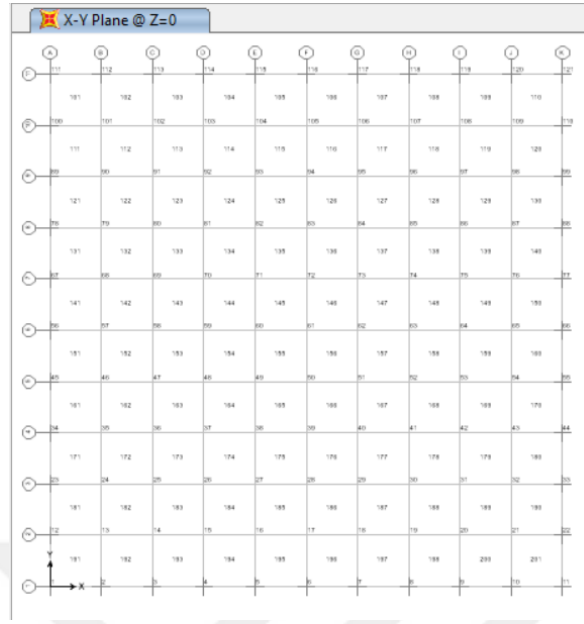 X-Y Plane @ Z=0
A B C D E F G H I J K
111 112 113 114 115 116 117 118 119 120 121
101 102 103 104 105 106 107 108 109 110
100 101 102 103 104 105 106 107 108 109 110
111 112 113 114 115 116 117 118 119 120
89 90 91 92 93 94 95 96 97 98 99
121 122 123 124 125 126 127 128 129 130
78 79 80 81 82 83 84 85 86 87 88
131 132 133 134 135 136 137 138 139 140
67 68 69 70 71 72 73 74 75 76 77
141 142 143 144 145 146 147 148 149 150
56 57 58 59 60 61 62 63 64 65 66
151 152 153 154 155 156 157 158 159 160
45 46 47 48 49 50 51 52 53 54 55
161 162 163 164 165 166 167 168 169 170
34 35 36 37 38 39 40 41 42 43 44
171 172 173 174 175 176 177 178 179 180
23 24 25 26 27 28 29 30 31 32 33
181 182 183 184 185 186 187 188 189 190
12 13 14 15 16 17 18 19 20 21 22
Y
191 192 193 194 195 196 197 198 200 201
1 X 2 3 4 5 6 7 8 9 10 11